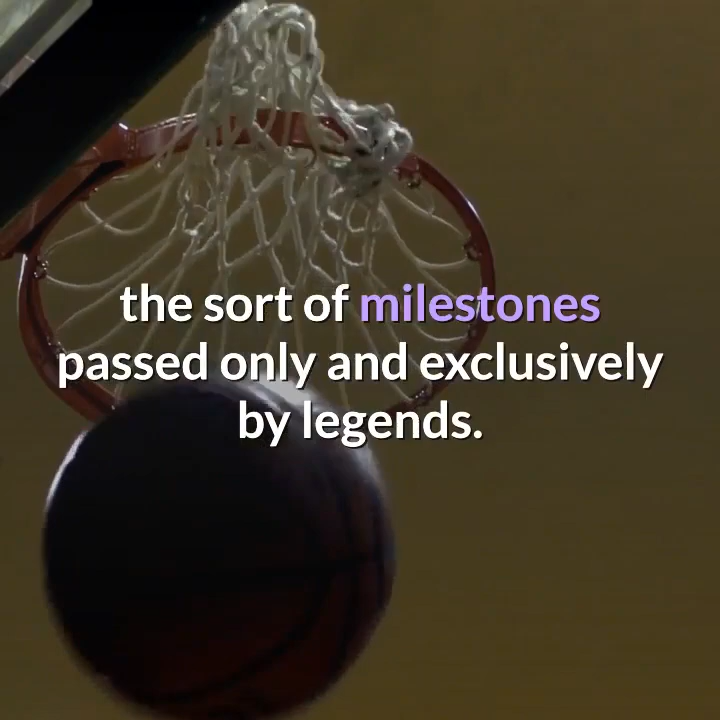 the sort of milestones
passed only and exclusively
by legends.